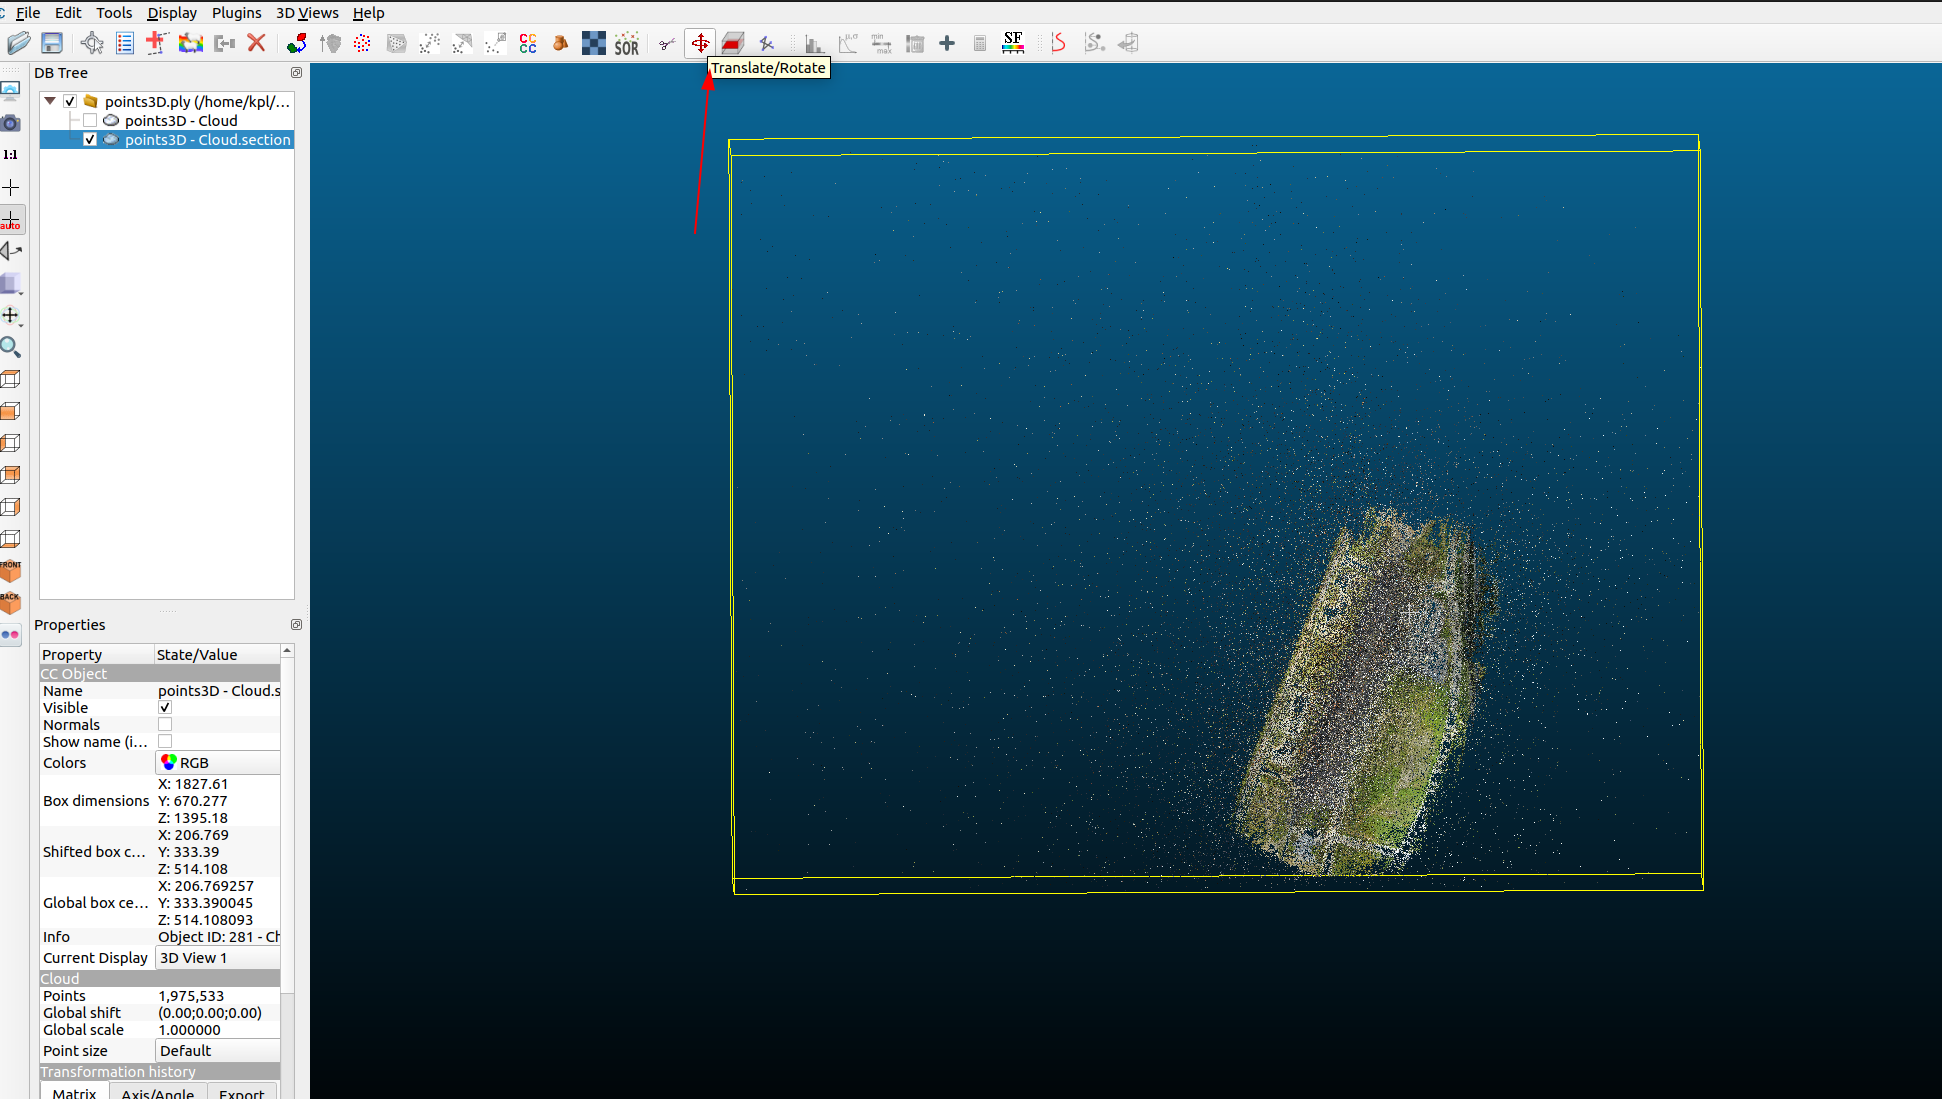 File Edit Tools Display Plugins 3D Views Help
CC
CC
CC
SOR
μ,σ
min
max
SF
Translate/Rotate
DB Tree
points3D.ply (/home/kpl/...
points3D - Cloud
points3D - Cloud.section
1:1
auto
FRONT
BACK
Properties
Property State/Value
CC Object
Name points3D - Cloud.s
Visible
Normals
Show name (i...
Colors RGB
Box dimensions
X: 1827.61
Y: 670.277
Z: 1395.18
Shifted box c...
X: 206.769
Y: 333.39
Z: 514.108
Global box ce...
X: 206.769257
Y: 333.390045
Z: 514.108093
Info Object ID: 281 - Ch
Current Display 3D View 1
Cloud
Points 1,975,533
Global shift (0.00;0.00;0.00)
Global scale 1.000000
Point size Default
Transformation history
Matrix Axis/Angle Export